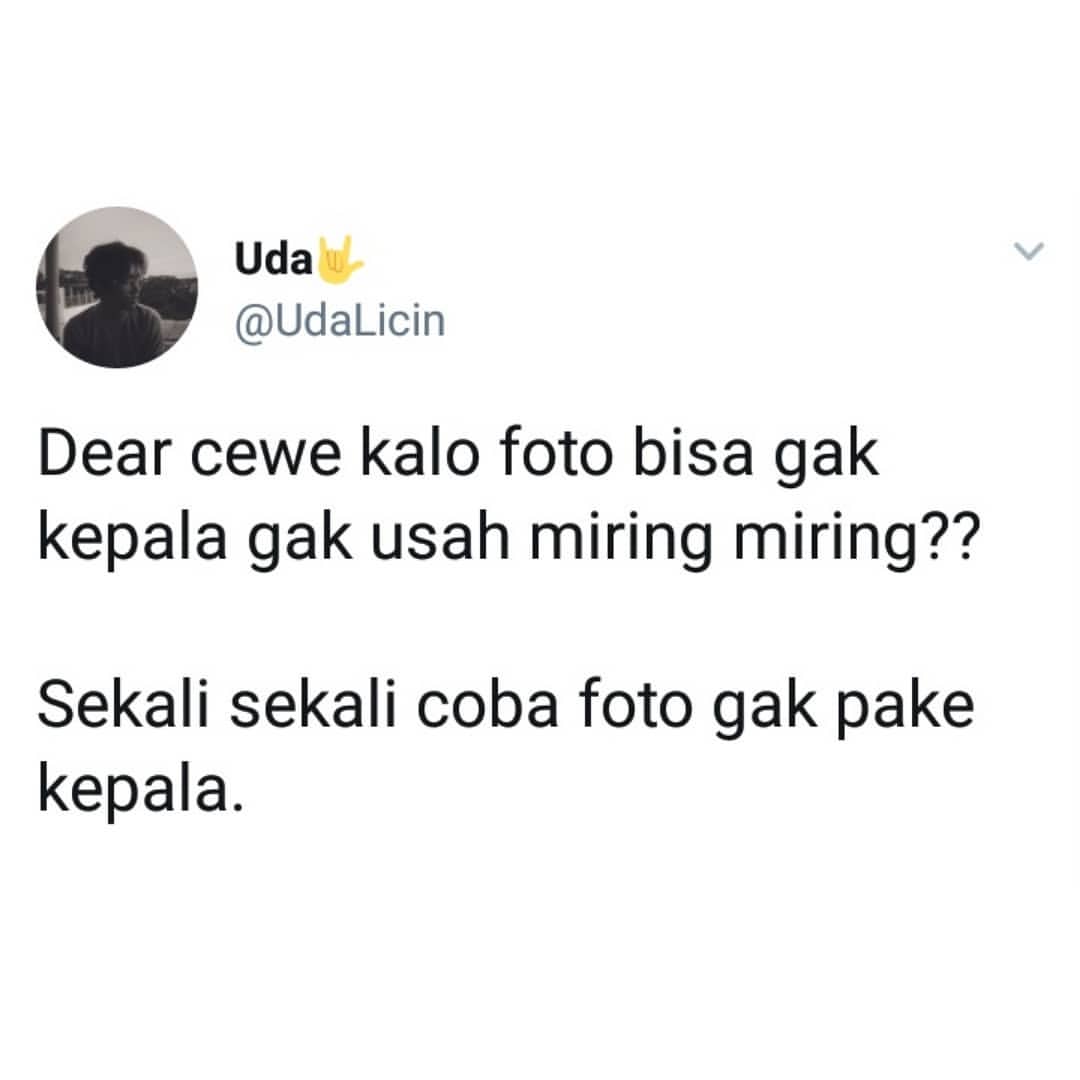 Uda🤟
@UdaLicin
Dear cewe kalo foto bisa gak
kepala gak usah miring miring??
Sekali sekali coba foto gak pake
kepala.